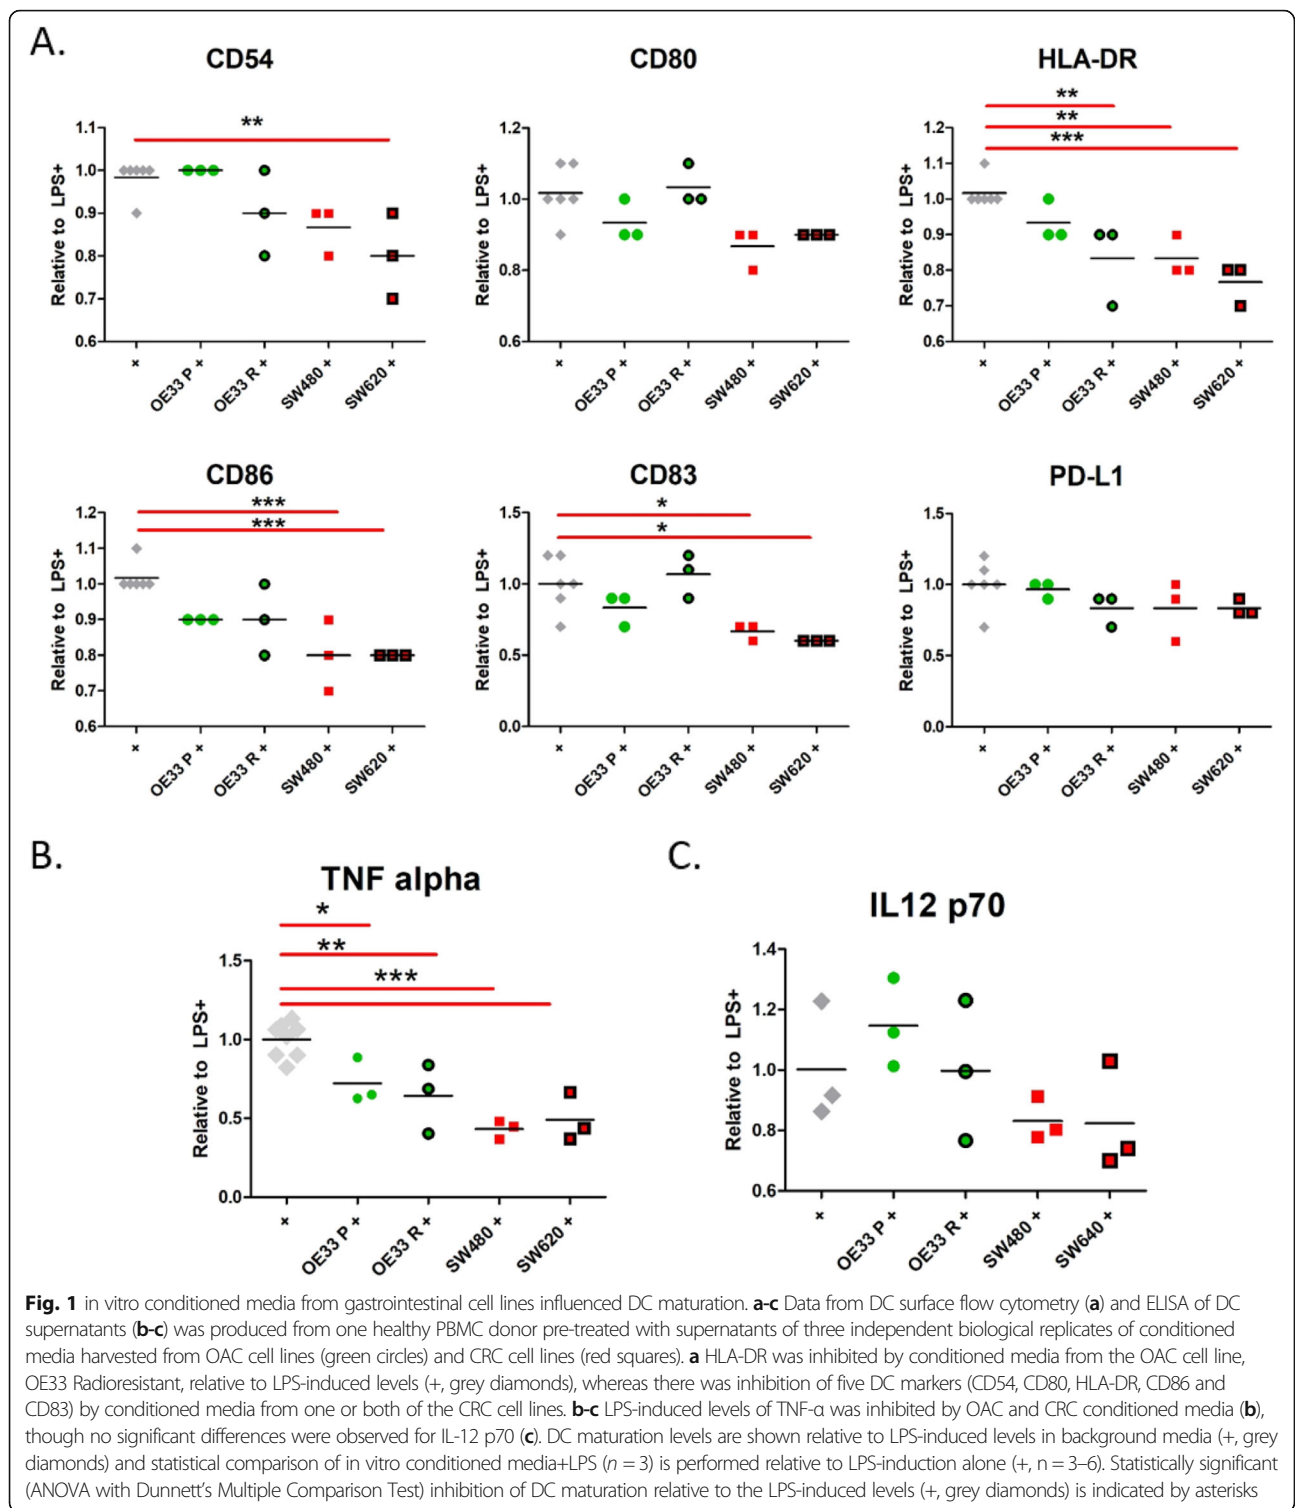 A.
CD54
CD80
HLA-DR
**
**
**
***
Relative to LPS+
1.1
1.0
0.9
0.8
0.7
0.6
+
OE33 P +
OE33 R +
SW480 +
SW620 +
Relative to LPS+
1.2
1.0
0.8
0.6
+
OE33 P +
OE33 R +
SW480 +
SW620 +
Relative to LPS+
1.2
1.1
1.0
0.9
0.8
0.7
0.6
+
OE33 P +
OE33 R +
SW480 +
SW620 +
CD86
CD83
PD-L1
***
***
*
*
Relative to LPS+
1.2
1.1
1.0
0.9
0.8
0.7
0.6
+
OE33 P +
OE33 R +
SW480 +
SW620 +
Relative to LPS+
1.5
1.0
0.5
0.0
+
OE33 P +
OE33 R +
SW480 +
SW620 +
Relative to LPS+
1.5
1.0
0.5
0.0
+
OE33 P +
OE33 R +
SW480 +
SW620 +
B.
TNF alpha
*
**
***
Relative to LPS+
1.5
1.0
0.5
0.0
+
OE33 P +
OE33 R +
SW480 +
SW620 +
C.
IL12 p70
Relative to LPS+
1.4
1.2
1.0
0.8
0.6
+
OE33 P +
OE33 R +
SW480 +
SW640 +
Fig. 1 in vitro conditioned media from gastrointestinal cell lines influenced DC maturation. a-c Data from DC surface flow cytometry (a) and ELISA of DC
supernatants (b-c) was produced from one healthy PBMC donor pre-treated with supernatants of three independent biological replicates of conditioned
media harvested from OAC cell lines (green circles) and CRC cell lines (red squares). a HLA-DR was inhibited by conditioned media from the OAC cell line,
OE33 Radioresistant, relative to LPS-induced levels (+, grey diamonds), whereas there was inhibition of five DC markers (CD54, CD80, HLA-DR, CD86 and
CD83) by conditioned media from one or both of the CRC cell lines. b-c LPS-induced levels of TNF-α was inhibited by OAC and CRC conditioned media (b),
though no significant differences were observed for IL-12 p70 (c). DC maturation levels are shown relative to LPS-induced levels in background media (+, grey
diamonds) and statistical comparison of in vitro conditioned media+LPS (n = 3) is performed relative to LPS-induction alone (+, n = 3–6). Statistically significant
(ANOVA with Dunnett's Multiple Comparison Test) inhibition of DC maturation relative to the LPS-induced levels (+, grey diamonds) is indicated by asterisks